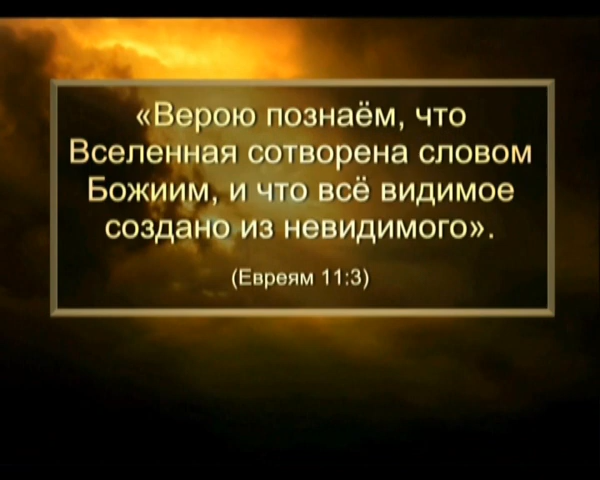 «Верою познаём, что
Вселенная сотворена словом
Божиим, и что всё видимое
создано из невидимого».
(Евреям 11:3)